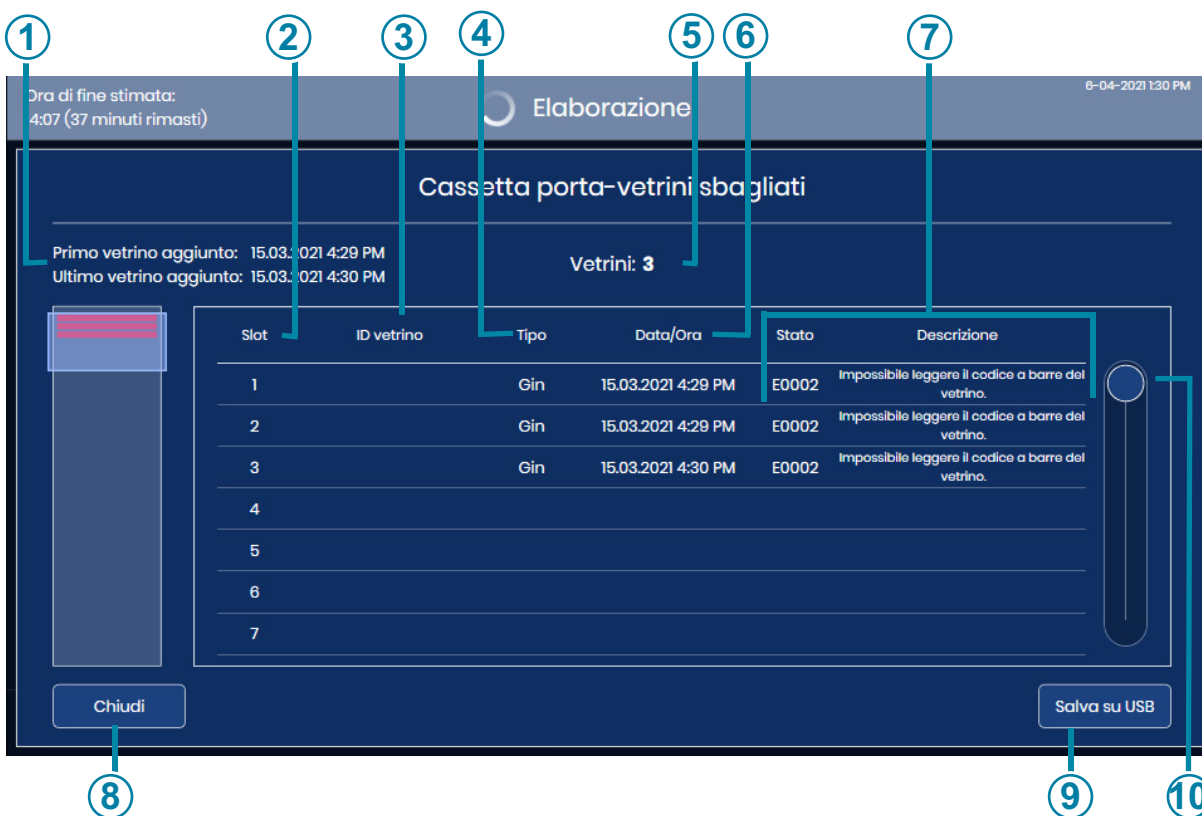 1 2 3 4 5 6 7
6-04-2021 1:30 PM
Ora di fine stimata:
4:07 (37 minuti rimasti)
Elaborazione
Cassetta porta-vetrini sbagliati
Primo vetrino aggiunto: 15.03.2021 4:29 PM
Ultimo vetrino aggiunto: 15.03.2021 4:30 PM
Vetrini: 3
Slot ID vetrino Tipo Data/Ora Stato Descrizione
1 Gin 15.03.2021 4:29 PM E0002 Impossibile leggere il codice a barre del
vetrino.
2 Gin 15.03.2021 4:29 PM E0002 Impossibile leggere il codice a barre del
vetrino.
3 Gin 15.03.2021 4:30 PM E0002 Impossibile leggere il codice a barre del
vetrino.
4
5
6
7
Chiudi
Salva su USB
8 9 10